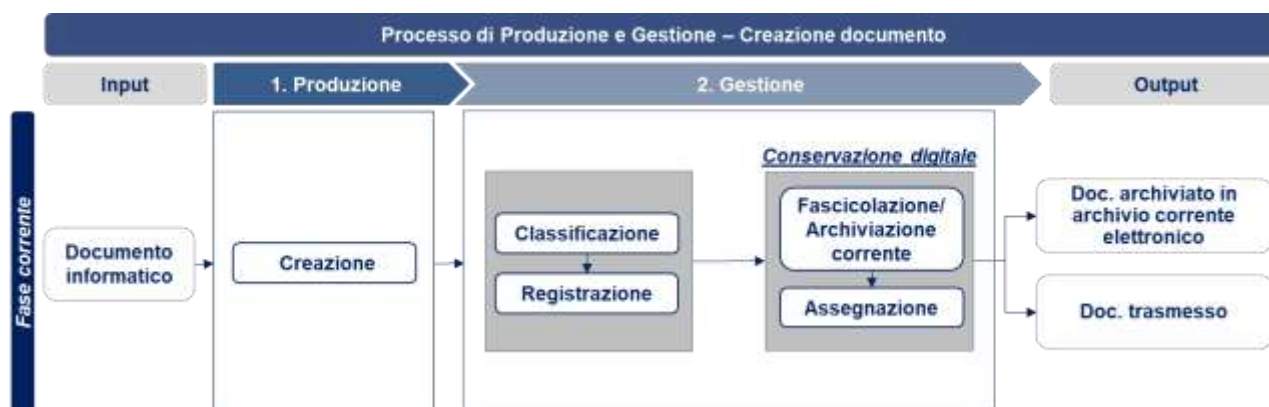 Processo di Produzione e Gestione – Creazione documento
Input
1. Produzione
2. Gestione
Output
Fase corrente
Documento
informatico
Creazione
Classificazione
Registrazione
Conservazione digitale
Fascicolazione/
Archiviazione
corrente
Assegnazione
Doc. archiviato in
archivio corrente
elettronico
Doc. trasmesso